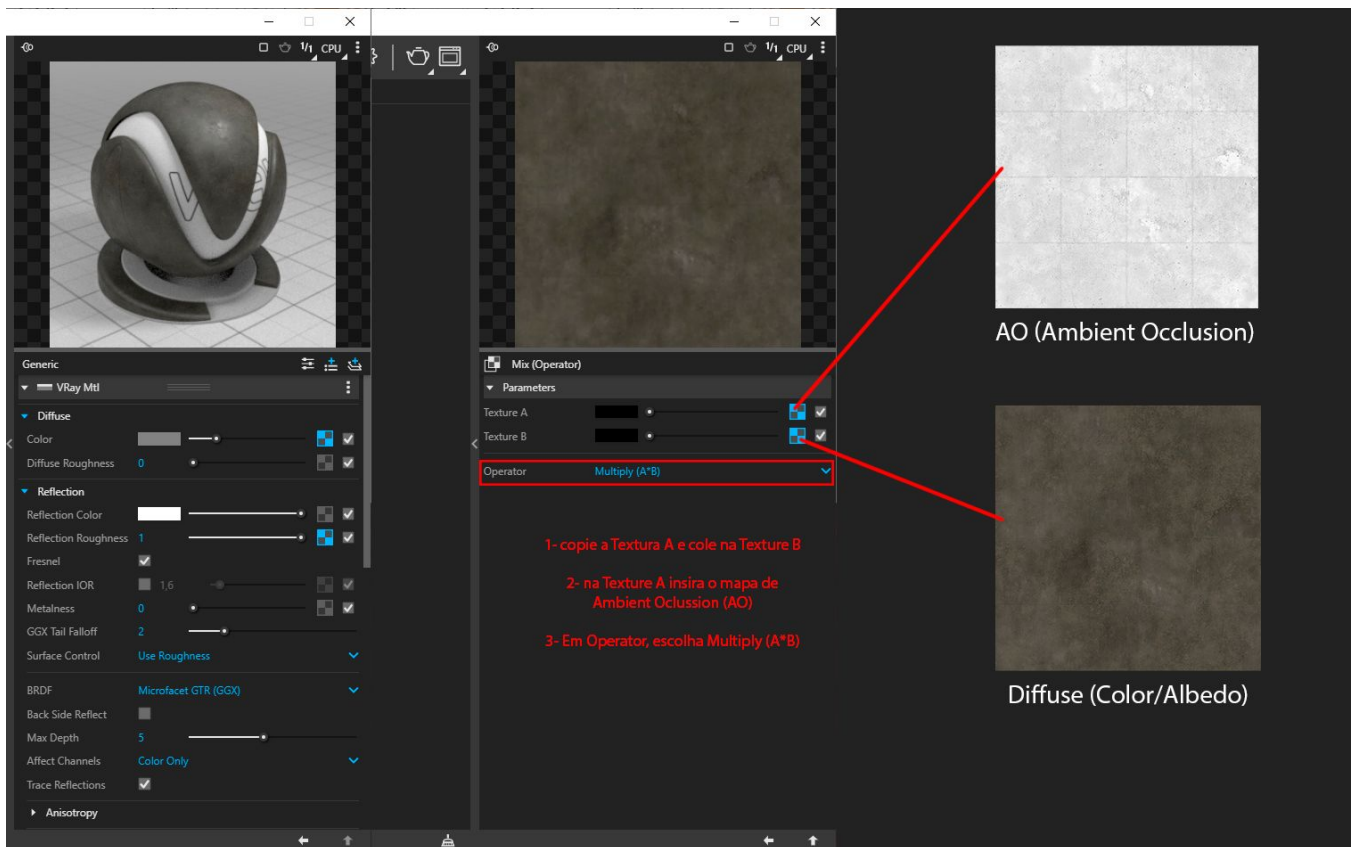 1/1 CPU
Generic
VRay Mtl
Diffuse
Color
Diffuse Roughness 0
Reflection
Reflection Color
Reflection Roughness 1
Fresnel
Reflection IOR 1,6
Metalness 0
GGX Tail Falloff 2
Surface Control Use Roughness
BRDF Microfacet GTR (GGX)
Back Side Reflect
Max Depth 5
Affect Channels Color Only
Trace Reflections
Anisotropy
1/1 CPU
Mix (Operator)
Parameters
Texture A
Texture B
Operator Multiply (A*B)
1- copie a Textura A e cole na Texture B
2- na Texture A insira o mapa de
Ambient Oclussion (AO)
3- Em Operator, escolha Multiply (A*B)
AO (Ambient Occlusion)
Diffuse (Color/Albedo)